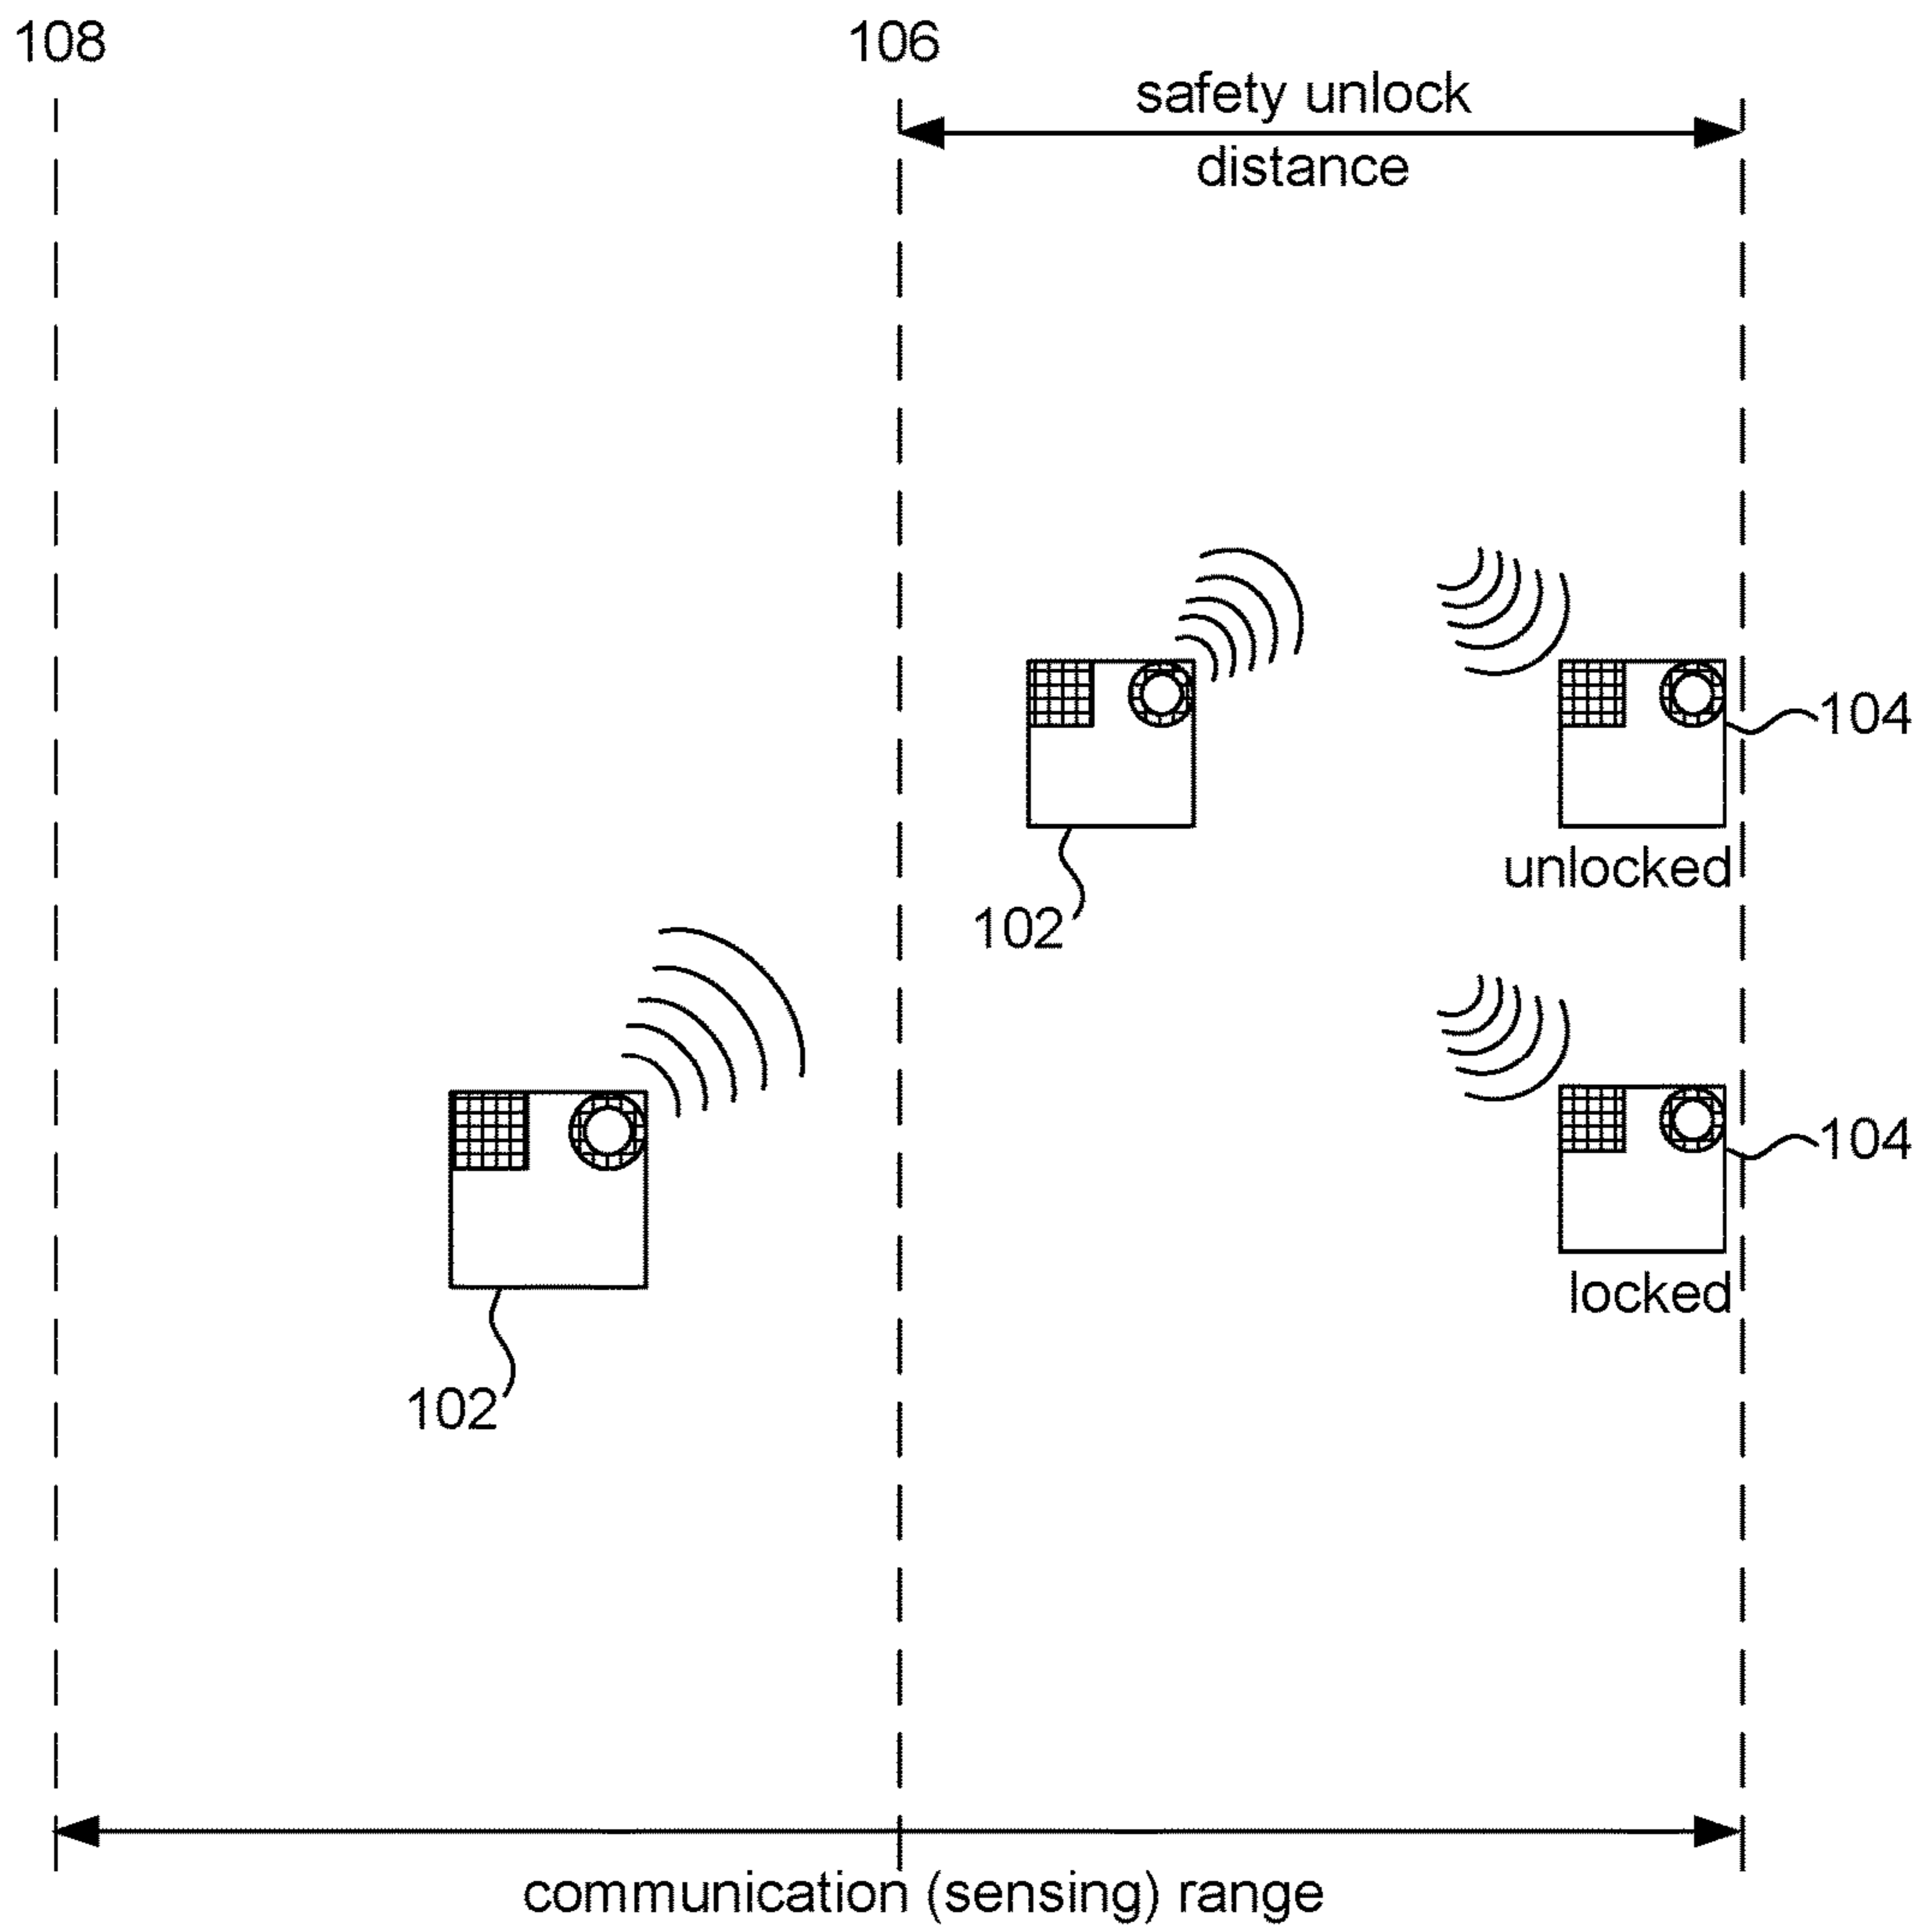 108
106
safety unlock
distance
104
unlocked
102
104
locked
102
communication (sensing) range